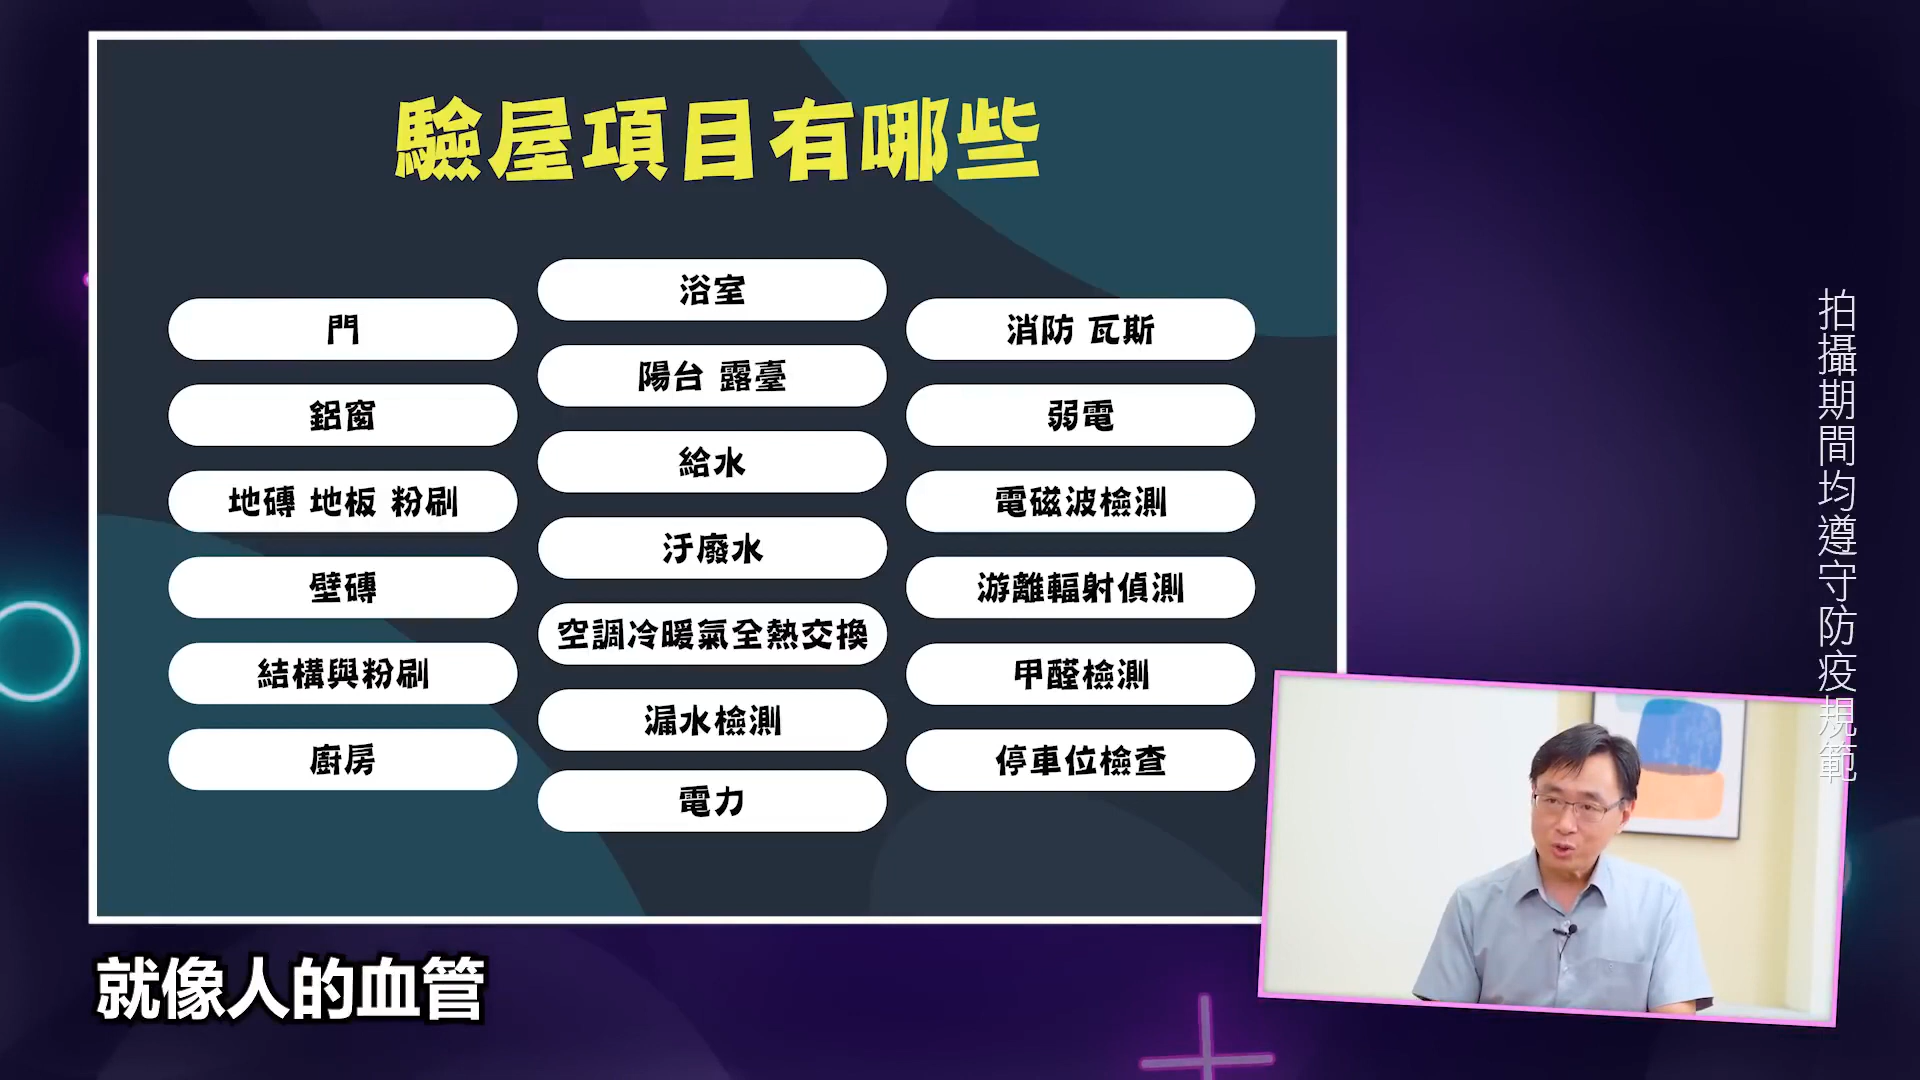 驗屋項目有哪些
門
鋁窗
地磚 地板 粉刷
壁磚
結構與粉刷
廚房
浴室
陽台 露臺
給水
汙廢水
空調冷暖氣全熱交換
漏水檢測
電力
消防 瓦斯
弱電
電磁波檢測
游離輻射偵測
甲醛檢測
停車位檢查
拍攝期間均遵守防疫規範
就像人的血管